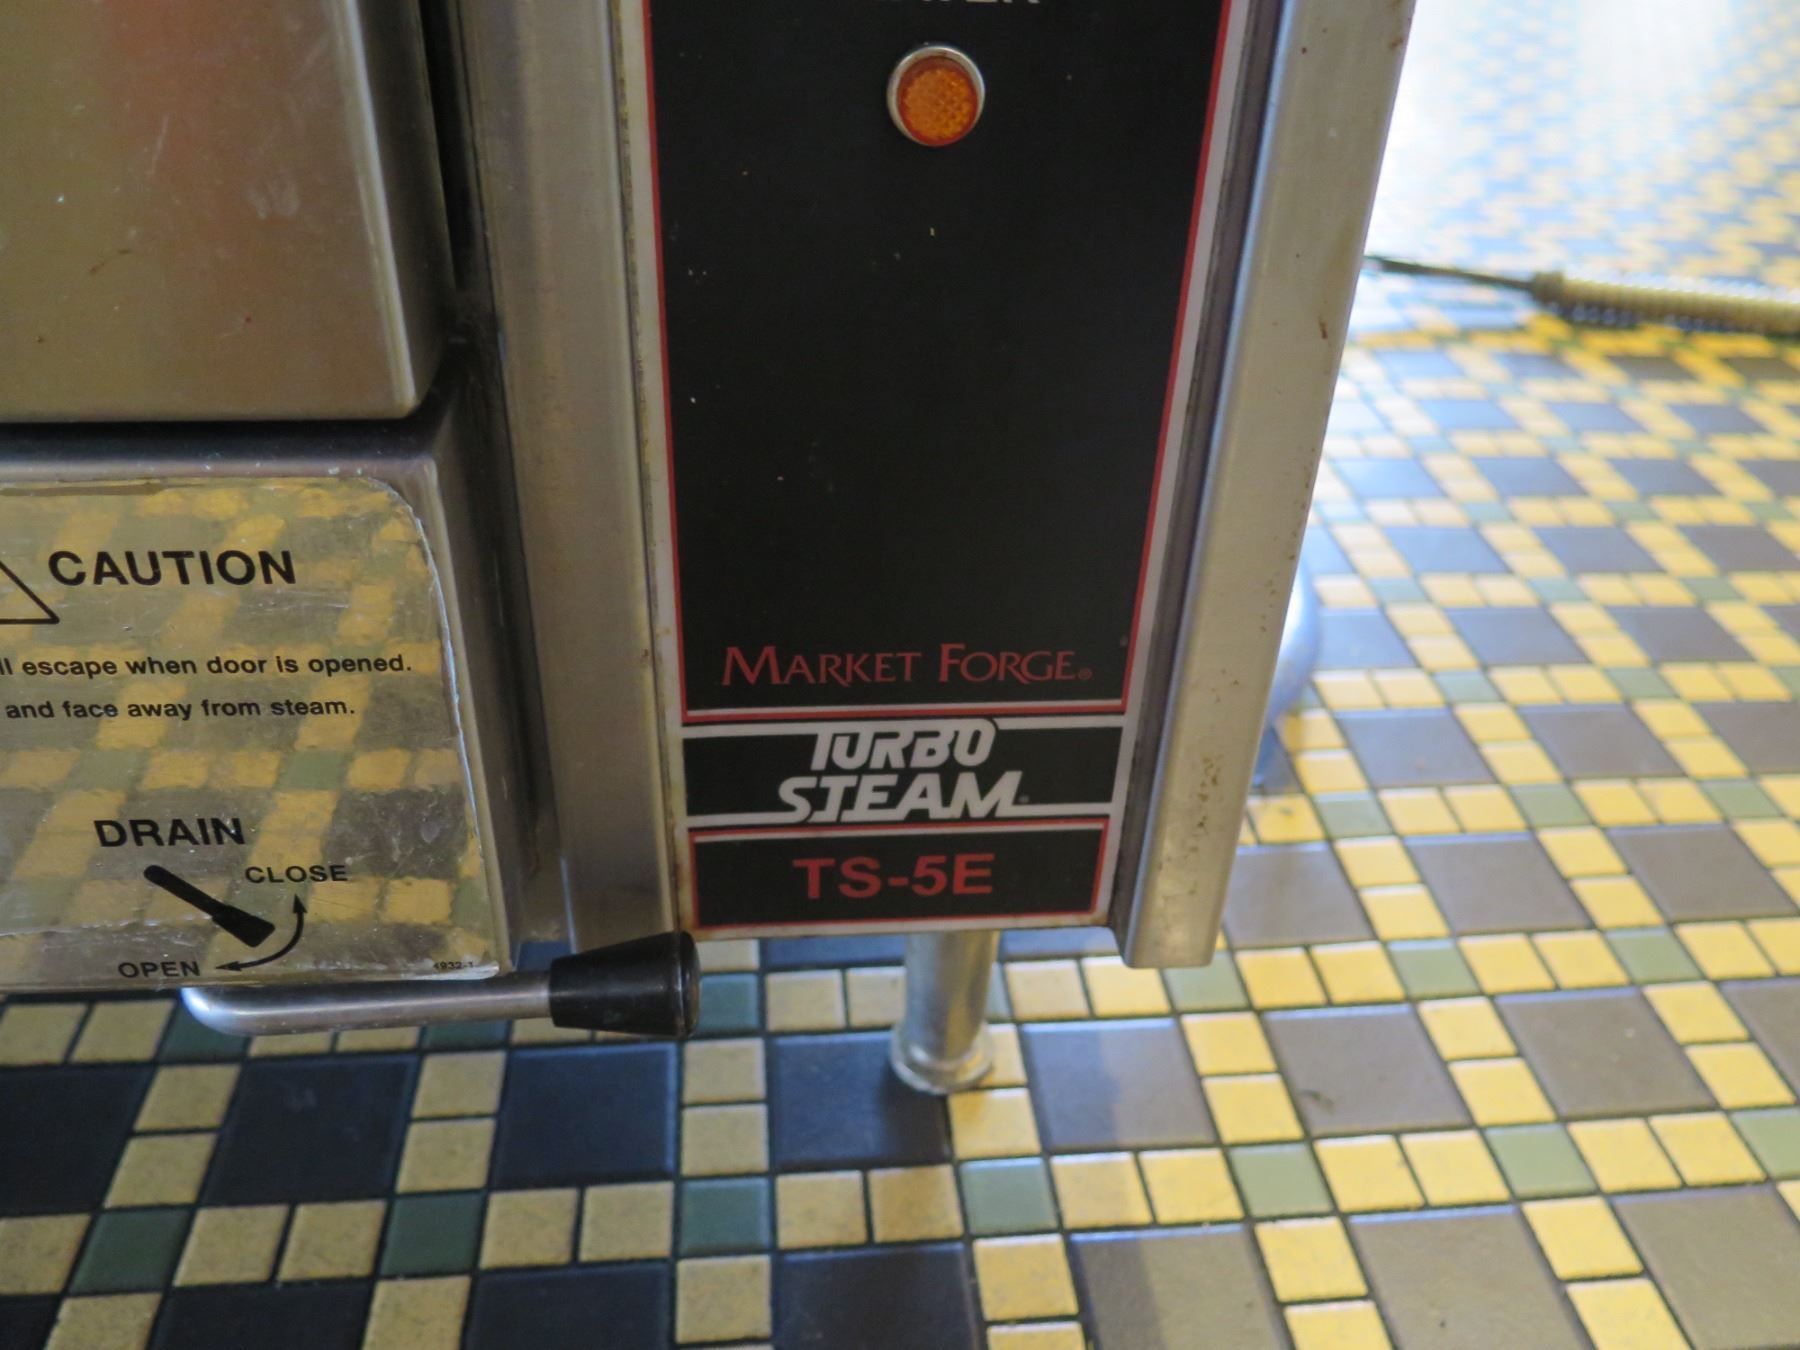 CAUTION
escape when door is opened.
and face away from steam.
DRAIN
CLOSE
OPEN
MARKET FORGE®
TURBO
STEAM®
TS-5E